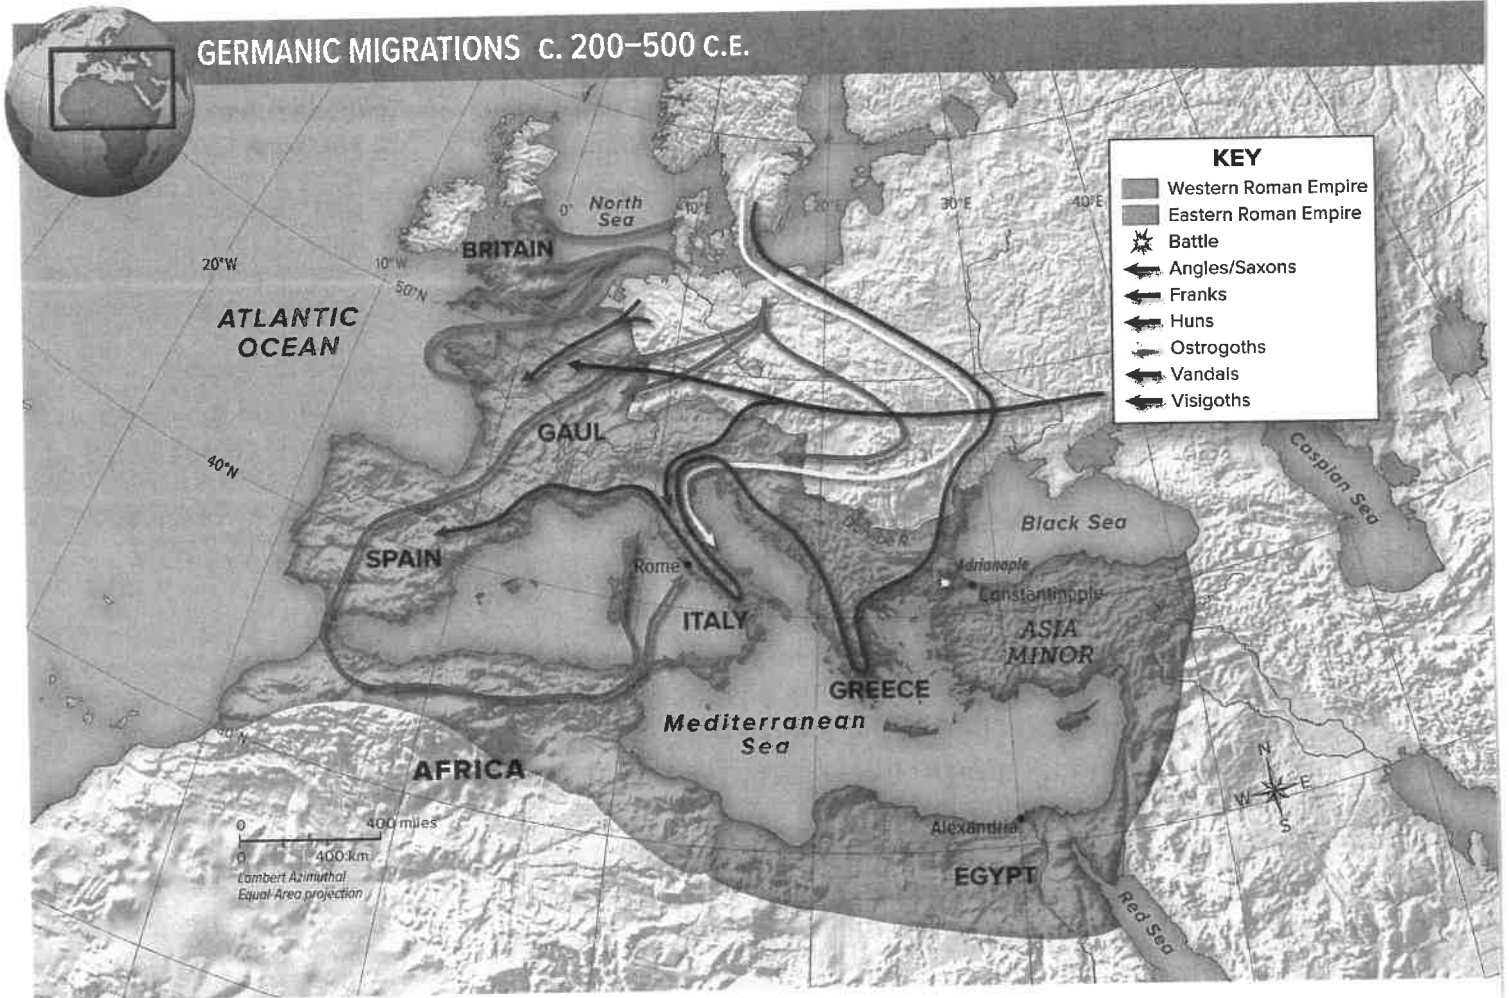 GERMANIC MIGRATIONS C. 200–500 C.E.
KEY
Western Roman Empire
Eastern Roman Empire
Battle
Angles/Saxons
Franks
Huns
Ostrogoths
Vandals
Visigoths
0°
North
Sea
10°E
20°E
30°E
40°E
BRITAIN
20°W
10°W
50°N
ATLANTIC
OCEAN
GAUL
40°N
Caspian Sea
Black Sea
SPAIN
Rome
Adrianople
Constantinople
ITALY
ASIA
MINOR
GREECE
Mediterranean
Sea
AFRICA
N
W
E
S
0
400 miles
0
400 km
Lambert Azimuthal
Equal-Area projection
Alexandria
EGYPT
Red Sea